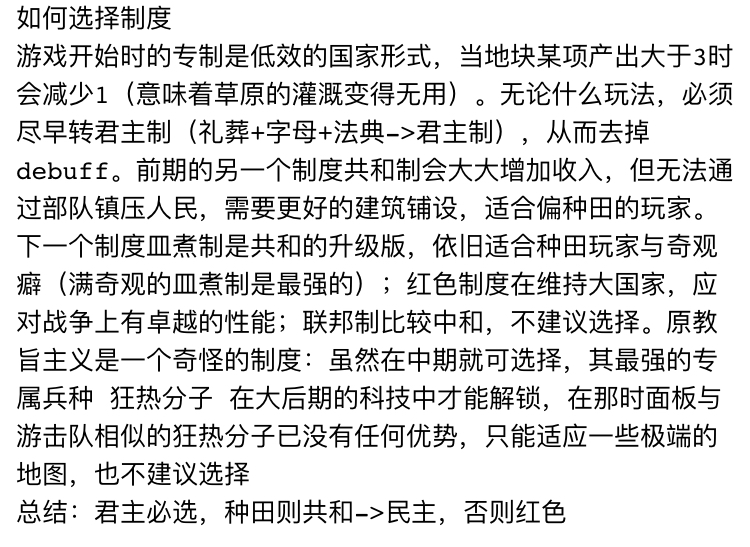 如何选择制度
游戏开始时的专制是低效的国家形式，当地块某项产出大于3时
会减少1（意味着草原的灌溉变得无用）。无论什么玩法，必须
尽早转君主制（礼葬+字母+法典->君主制），从而去掉
debuff。前期的另一个制度共和制会大大增加收入，但无法通
过部队镇压人民，需要更好的建筑铺设，适合偏种田的玩家。
下一个制度皿煮制是共和的升级版，依旧适合种田玩家与奇观
癖（满奇观的皿煮制是最强的）；红色制度在维持大国家，应
对战争上有卓越的性能；联邦制比较中和，不建议选择。原教
旨主义是一个奇怪的制度：虽然在中期就可选择，其最强的专
属兵种 狂热分子 在大后期的科技中才能解锁，在那时面板与
游击队相似的狂热分子已没有任何优势，只能适应一些极端的
地图，也不建议选择
总结：君主必选，种田则共和->民主，否则红色